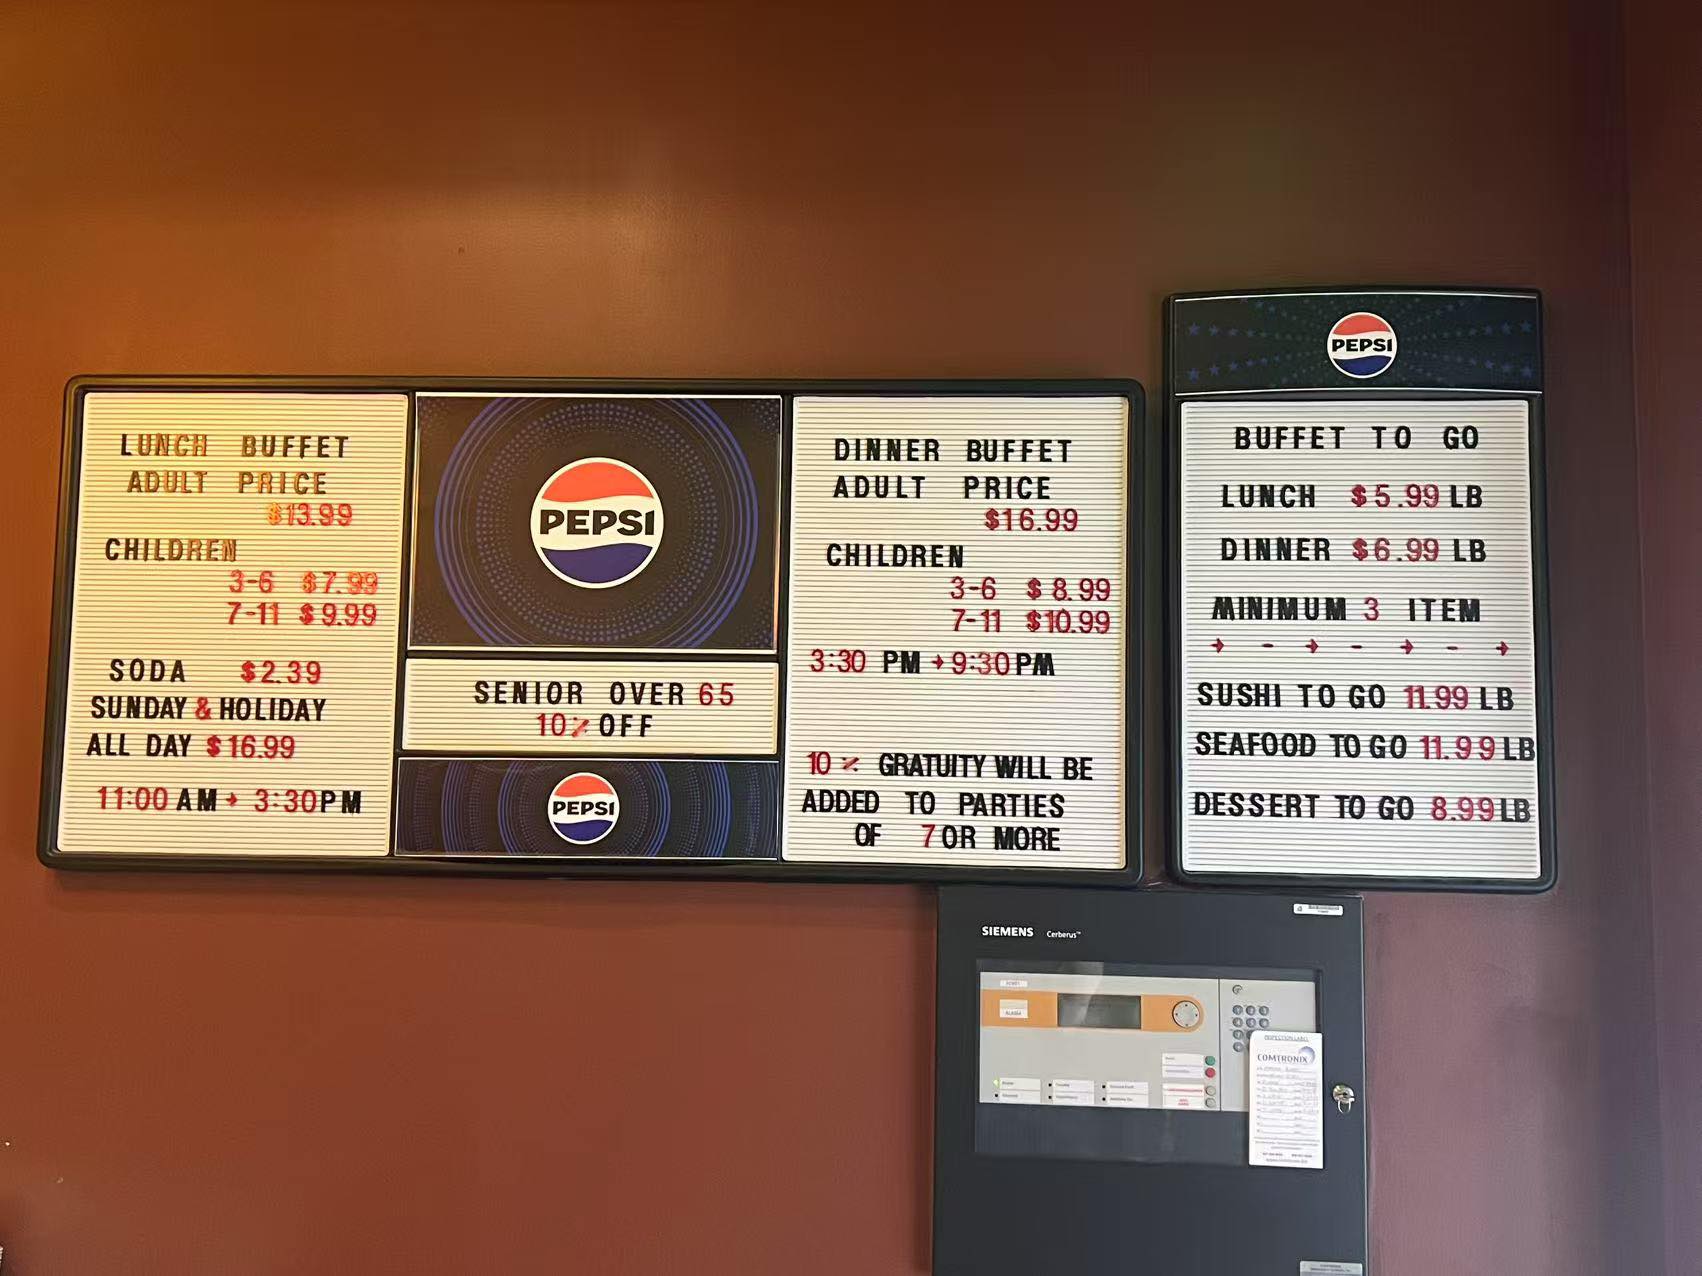 LUNCH BUFFET
ADULT PRICE
$13.99
CHILDREN
3-6 $7.99
7-11 $9.99
SODA $2.39
SUNDAY & HOLIDAY
ALL DAY $16.99
11:00 AM → 3:30PM
PEPSI
SENIOR OVER 65
10% OFF
PEPSI
DINNER BUFFET
ADULT PRICE
$16.99
CHILDREN
3-6 $8.99
7-11 $10.99
3:30 PM → 9:30PM
10% GRATUITY WILL BE
ADDED TO PARTIES
OF 7 OR MORE
PEPSI
BUFFET TO GO
LUNCH $5.99 LB
DINNER $6.99 LB
MINIMUM 3 ITEM
→ - → - → - →
SUSHI TO GO 11.99 LB
SEAFOOD TO GO 11.99 LB
DESSERT TO GO 8.99 LB
SIEMENS Cerberus™
ALARM
INSPECTION LABEL
COMTRONIX